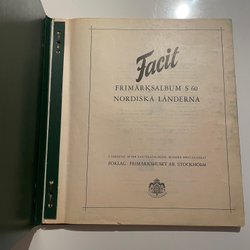 Facit
FRIMÄRKSALBUM S 60
NORDISKA LÄNDERNA
FÖRLAG: FRIMÄRKSHUSET AB, STOCKHOLM